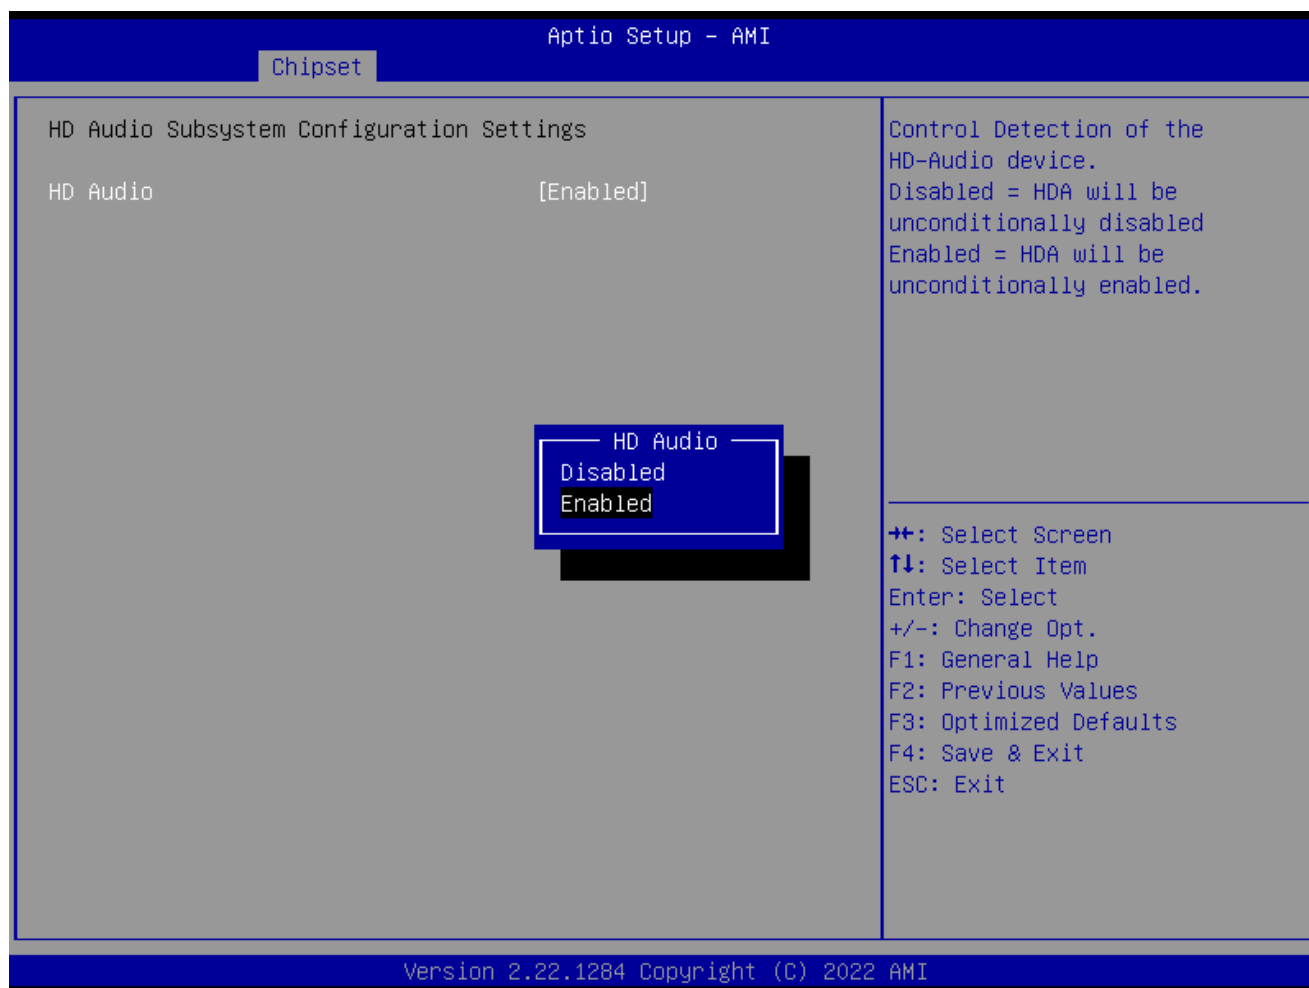 Aptio Setup – AMI
Chipset
HD Audio Subsystem Configuration Settings
HD Audio [Enabled]
Control Detection of the
HD-Audio device.
Disabled = HDA will be
unconditionally disabled
Enabled = HDA will be
unconditionally enabled.
HD Audio
Disabled
Enabled
→←: Select Screen
↑↓: Select Item
Enter: Select
+/-: Change Opt.
F1: General Help
F2: Previous Values
F3: Optimized Defaults
F4: Save & Exit
ESC: Exit
Version 2.22.1284 Copyright (C) 2022 AMI